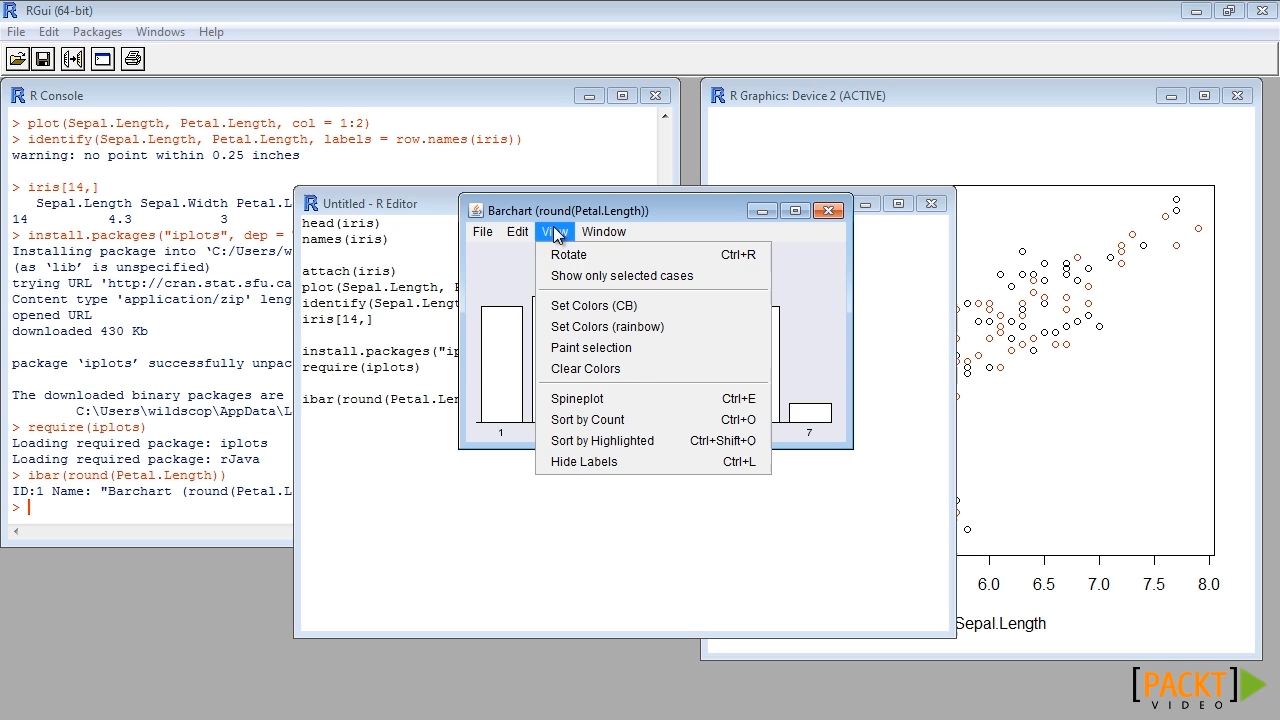 RGui (64-bit)
File Edit Packages Windows Help
R Console
> plot(Sepal.Length, Petal.Length, col = 1:2)
> identify(Sepal.Length, Petal.Length, labels = row.names(iris))
warning: no point within 0.25 inches
> iris[14,]
Sepal.Length Sepal.Width Petal.L
14 4.3 3
> install.packages("iplots", dep =
Installing package into ‘C:/Users/w
(as ‘lib’ is unspecified)
trying URL 'http://cran.stat.sfu.ca
Content type 'application/zip' leng
opened URL
downloaded 430 Kb
package ‘iplots’ successfully unpac
The downloaded binary packages are
C:\Users\wildscop\AppData\L
> require(iplots)
Loading required package: iplots
Loading required package: rJava
> ibar(round(Petal.Length))
ID:1 Name: "Barchart (round(Petal.L
>
Untitled - R Editor
head(iris)
names(iris)
attach(iris)
plot(Sepal.Length, P
identify(Sepal.Lengt
iris[14,]
install.packages("ip
require(iplots)
ibar(round(Petal.Len
Barchart (round(Petal.Length))
File Edit View Window
Rotate Ctrl+R
Show only selected cases
Set Colors (CB)
Set Colors (rainbow)
Paint selection
Clear Colors
Spineplot Ctrl+E
Sort by Count Ctrl+O
Sort by Highlighted Ctrl+Shift+O
Hide Labels Ctrl+L
1 7
R Graphics: Device 2 (ACTIVE)
6.0 6.5 7.0 7.5 8.0
Sepal.Length
[PACKT]
VIDEO